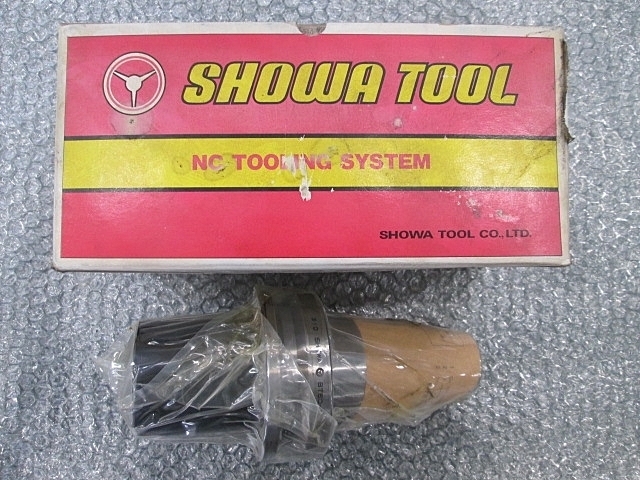 SHOWA TOOL
NC TOOLING SYSTEM
SHOWA TOOL CO., LTD.